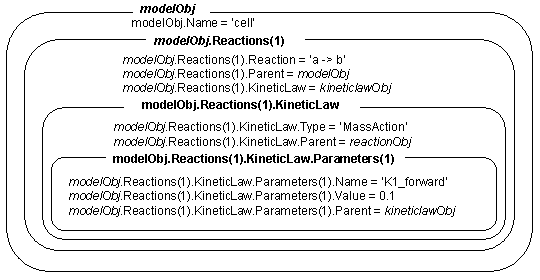 modelObj
modelObj.Name = 'cell'
modelObj.Reactions(1)
modelObj.Reactions(1).Reaction = 'a -> b'
modelObj.Reactions(1).Parent = modelObj
modelObj.Reactions(1).KineticLaw = kineticlawObj
modelObj.Reactions(1).KineticLaw
modelObj.Reactions(1).KineticLaw.Type = 'MassAction'
modelObj.Reactions(1).KineticLaw.Parent = reactionObj
modelObj.Reactions(1).KineticLaw.Parameters(1)
modelObj.Reactions(1).KineticLaw.Parameters(1).Name = 'K1_forward'
modelObj.Reactions(1).KineticLaw.Parameters(1).Value = 0.1
modelObj.Reactions(1).KineticLaw.Parameters(1).Parent = kineticlawObj